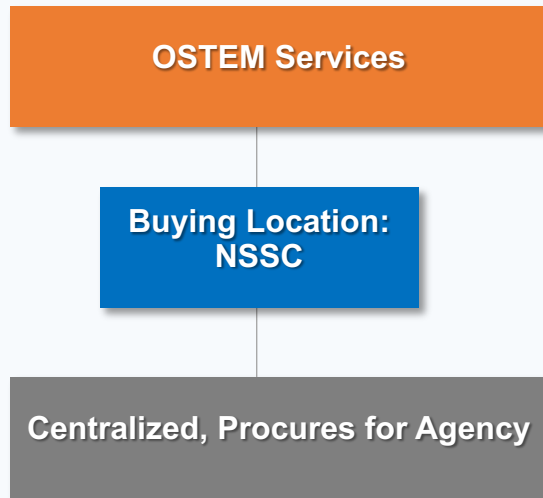 OSTEM Services
Buying Location:
NSSC
Centralized, Procures for Agency